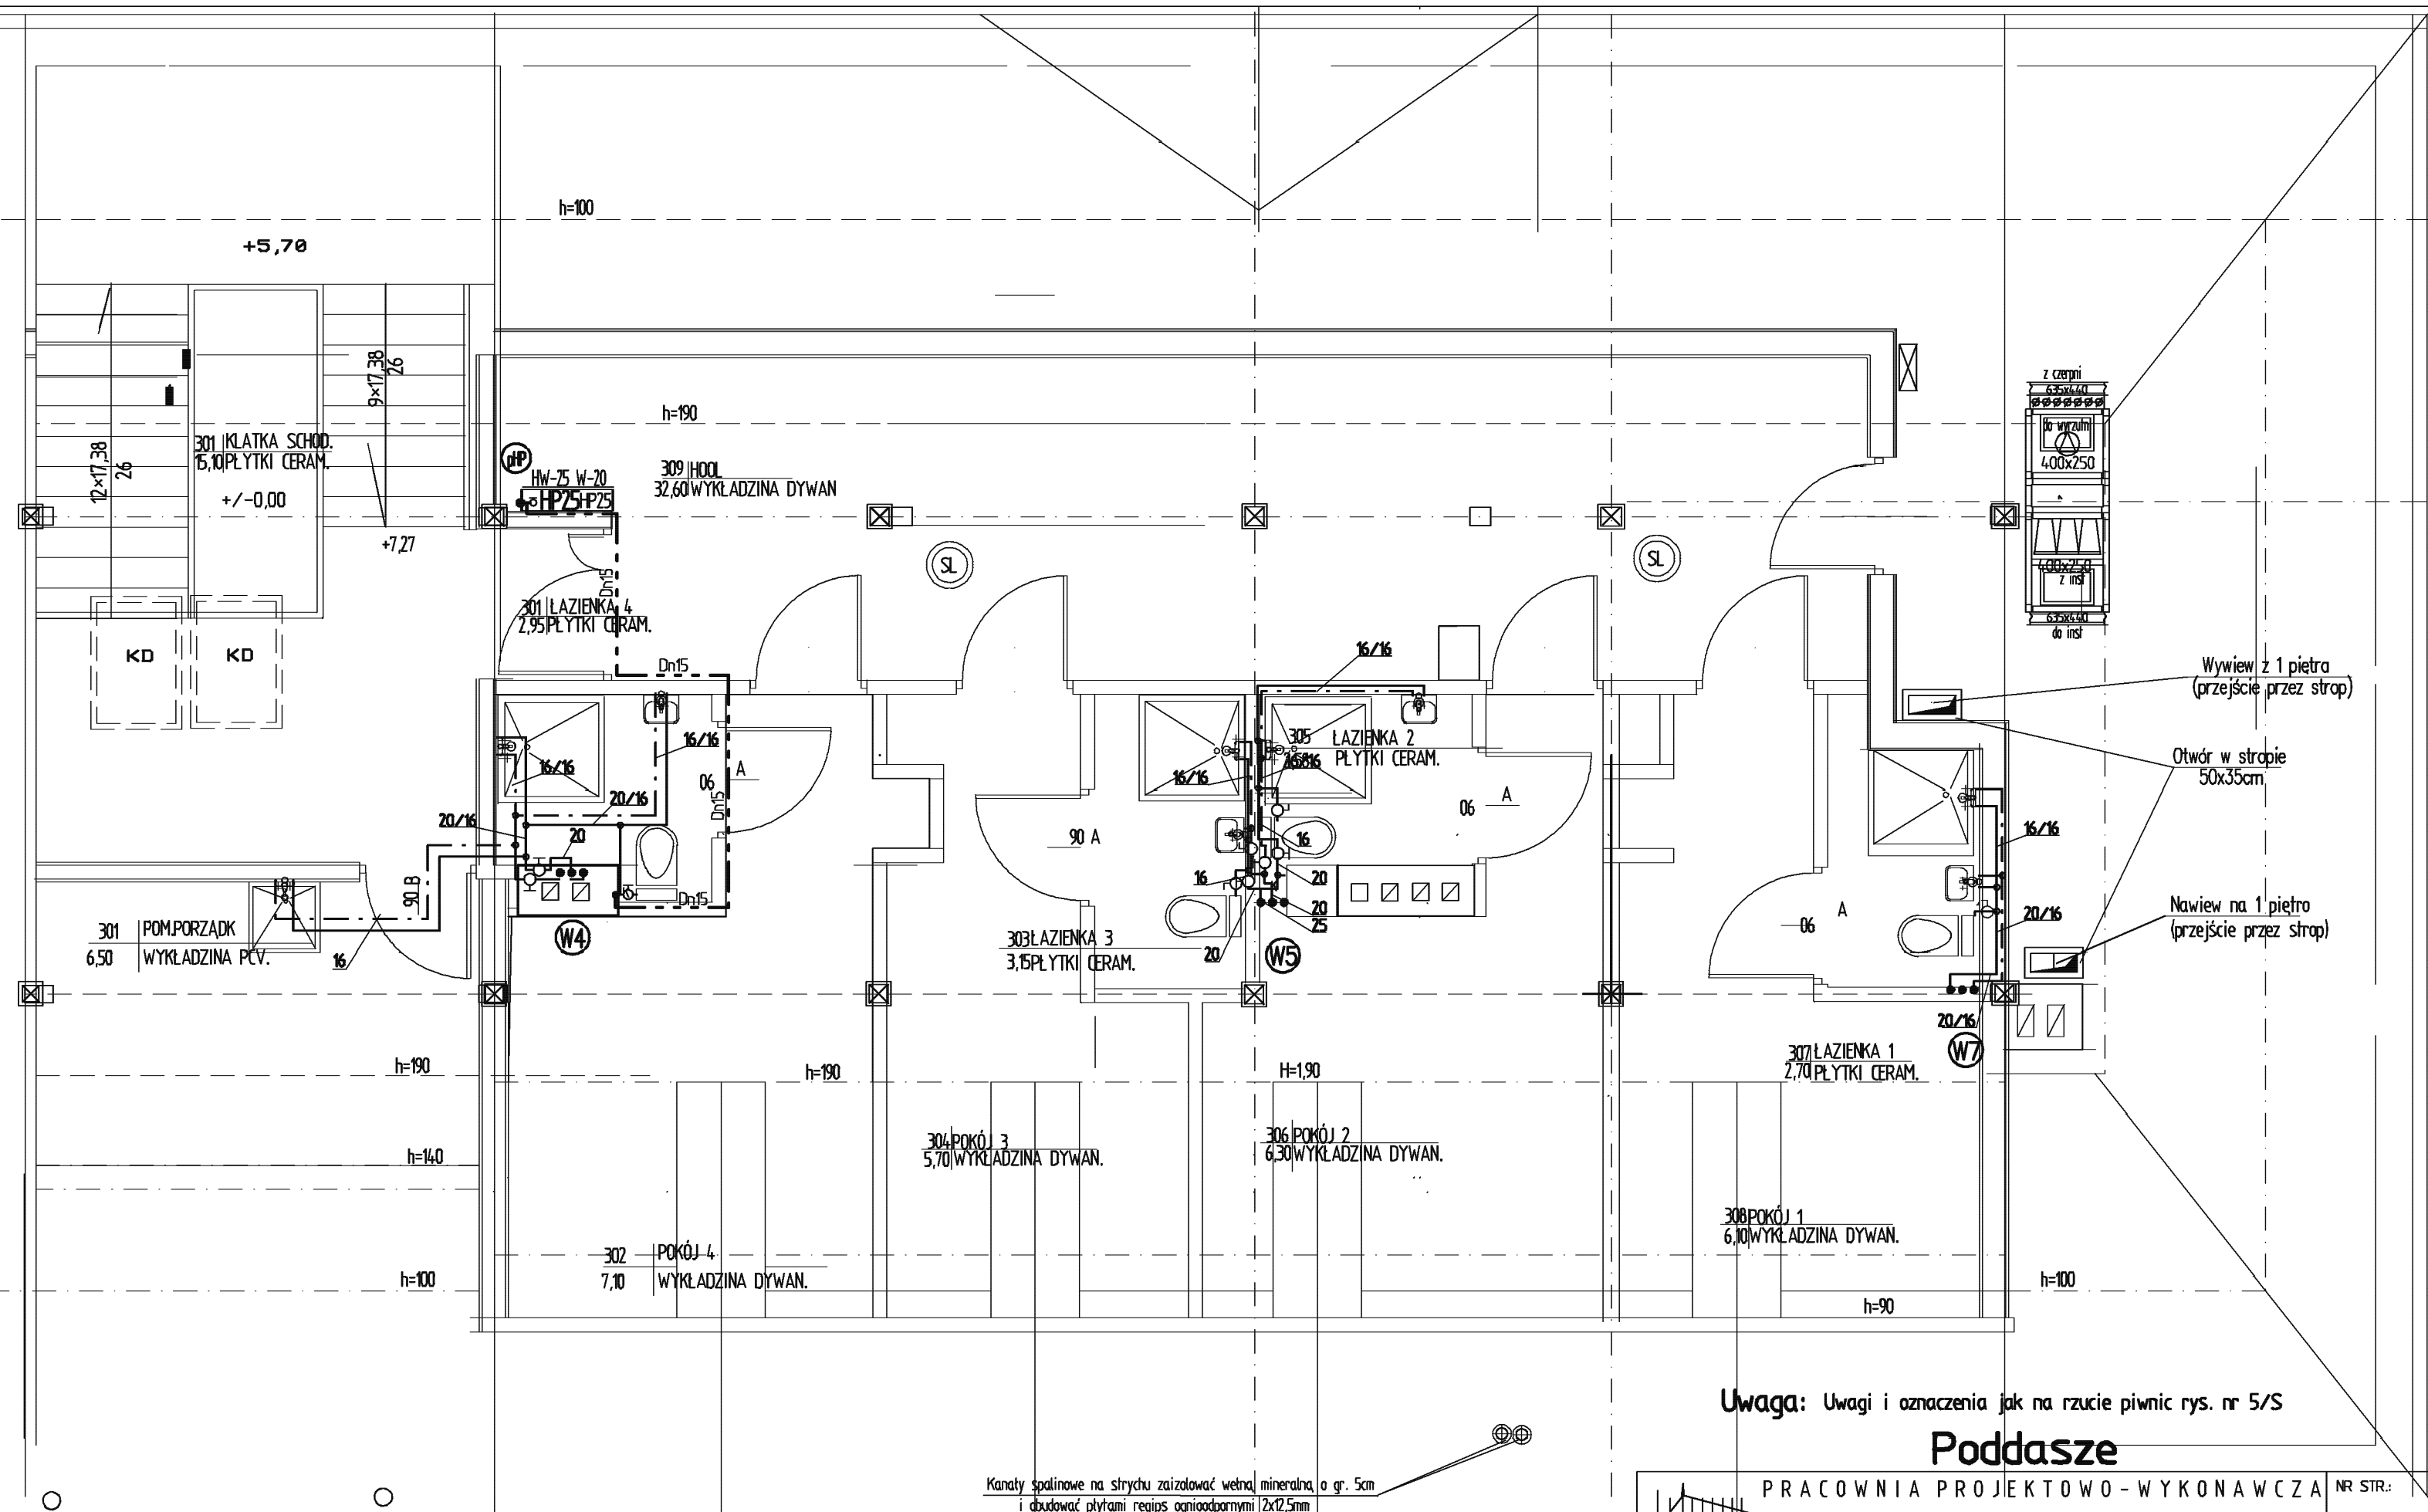 h=100
+5,70
h=190
9×17,38
26
12×17,38
26
301 KLATKA SCHOD.
15,10 PŁYTKI CERAM.
+/-0,00
+7,27
pHP
HW-25 W-20
HP25 HP25
309 HOOL
32,60 WYKŁADZINA DYWAN
z czerpni
635x440
do wyrzutni
400x250
400x250
z inst
635x440
do inst
SL
SL
Dn15
301 ŁAZIENKA 4
2,95 PŁYTKI CERAM.
KD
KD
Dn15
16/16
Wywiew z 1 piętra
(przejście przez strop)
16/16
305 ŁAZIENKA 2
PŁYTKI CERAM.
16/16
16/16
06 A
Dn15
Otwór w stropie
50x35cm
20/16
20/16
20
06 A
90 A
16
16/16
90 B
16
20
20
25
Dn15
06 A
20/16
Nawiew na 1 piętro
(przejście przez strop)
301 POM.PORZĄDK
6,50 WYKŁADZINA PCV.
16
W4
303 ŁAZIENKA 3
3,15 PŁYTKI CERAM.
20
W5
20/16
W7
307 ŁAZIENKA 1
2,70 PŁYTKI CERAM.
h=190
h=190
H=1,90
h=140
304 POKÓJ 3
5,70 WYKŁADZINA DYWAN.
306 POKÓJ 2
6,30 WYKŁADZINA DYWAN.
308 POKÓJ 1
6,10 WYKŁADZINA DYWAN.
302 POKÓJ 4
7,10 WYKŁADZINA DYWAN.
h=100
h=100
h=90
Uwaga: Uwagi i oznaczenia jak na rzucie piwnic rys. nr 5/S
Poddasze
Kanały spalinowe na strychu zaizolować wełną mineralną o gr. 5cm
i obudować płytami regips ognioodpornymi 2x12,5mm
PRACOWNIA PROJEKTOWO-WYKONAWCZA
NR STR.: